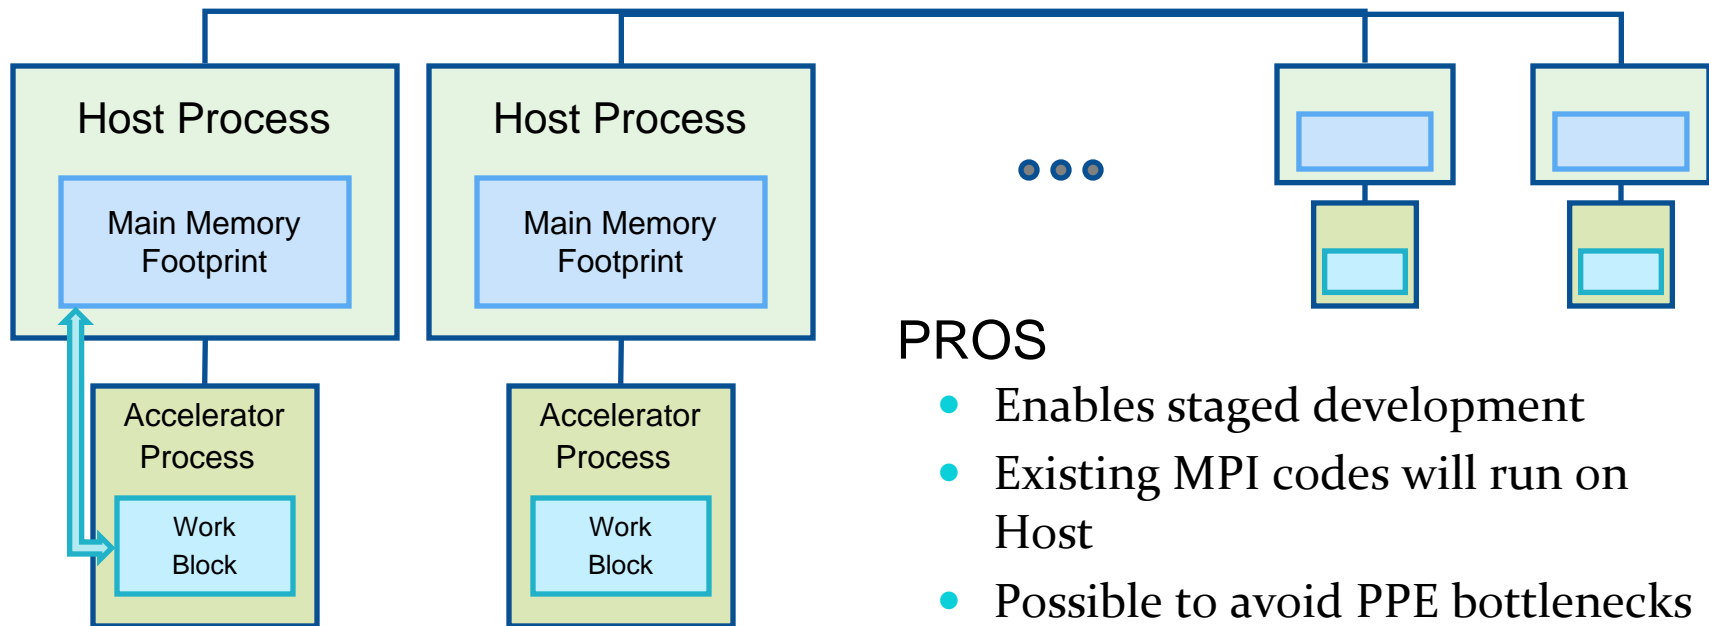 Host Process
Main Memory
Footprint
Accelerator
Process
Work
Block
Host Process
Main Memory
Footprint
Accelerator
Process
Work
Block
PROS
Enables staged development
Existing MPI codes will run on
Host
Possible to avoid PPE bottlenecks